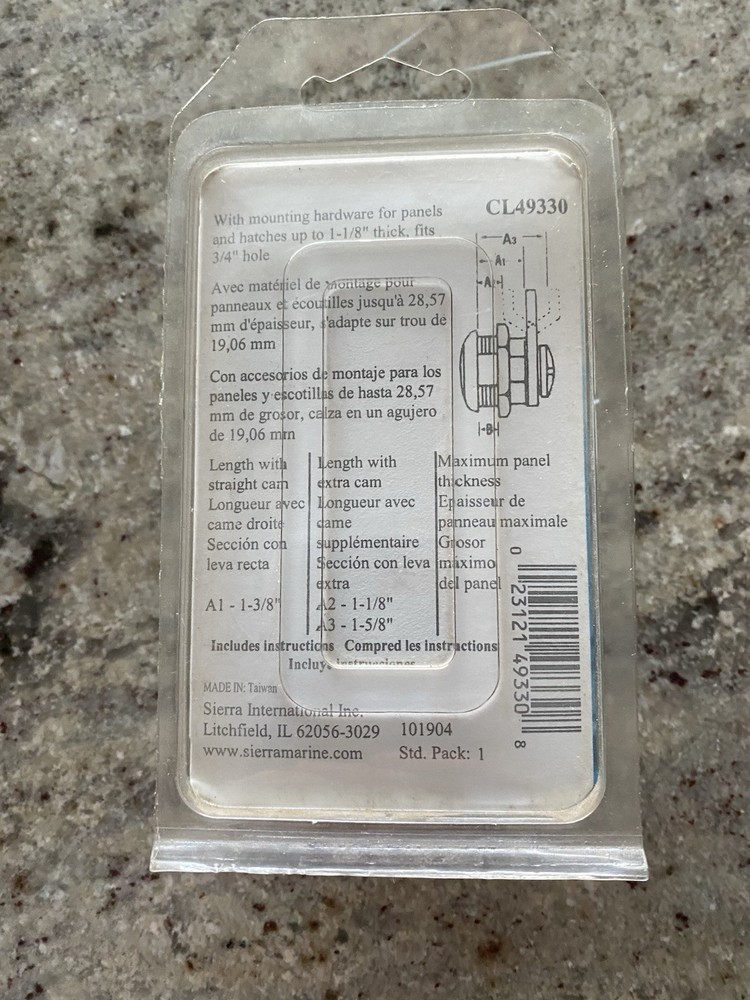 CL49330
With mounting hardware for panels
and hatches up to 1-1/8" thick, fits
3/4" hole
Avec matériel de montage pour
panneaux et écoutilles jusqu'à 28,57
mm d'épaisseur, s'adapte sur trou de
19,06 mm
Con accesorios de montaje para los
paneles y escotillas de hasta 28,57
mm de grosor, calza en un agujero
de 19,06 mm
A3
A1
A
B
Length with
straight cam
Longueur avec
came droite
Sección con
leva recta
A1 - 1-3/8"
Length with
extra cam
Longueur avec
came
supplémentaire
Sección con leva
extra
A2 - 1-1/8"
A3 - 1-5/8"
Maximum panel
thickness
Epaisseur de
panneau maximale
Grosor
máximo
del panel
Includes instructions Compred les instructions
Incluye instrucciones
MADE IN: Taiwan
Sierra International Inc.
Litchfield, IL 62056-3029 101904
www.sierramarine.com Std. Pack: 1
0 23121 49330 8